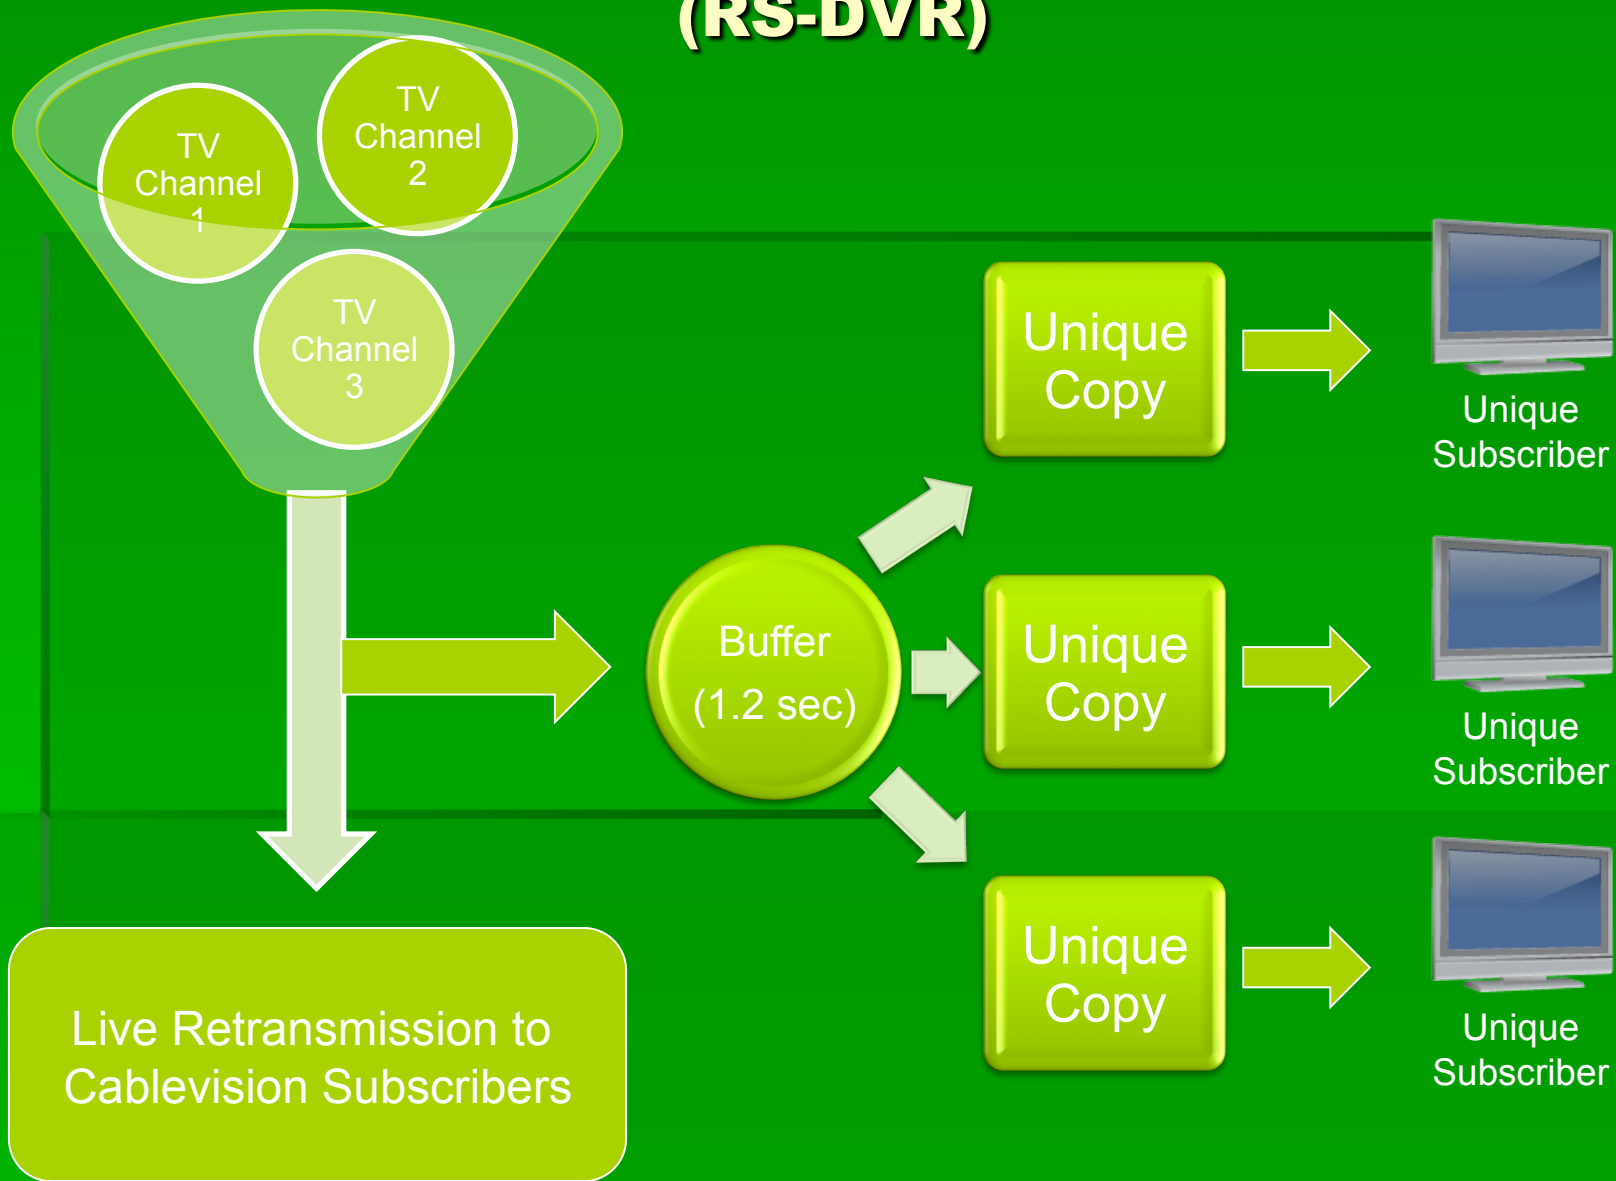 (RS-DVR)
TV
Channel
1
TV
Channel
2
TV
Channel
3
Buffer
(1.2 sec)
Unique
Copy
Unique
Subscriber
Unique
Copy
Unique
Subscriber
Unique
Copy
Unique
Subscriber
Live Retransmission to
Cablevision Subscribers